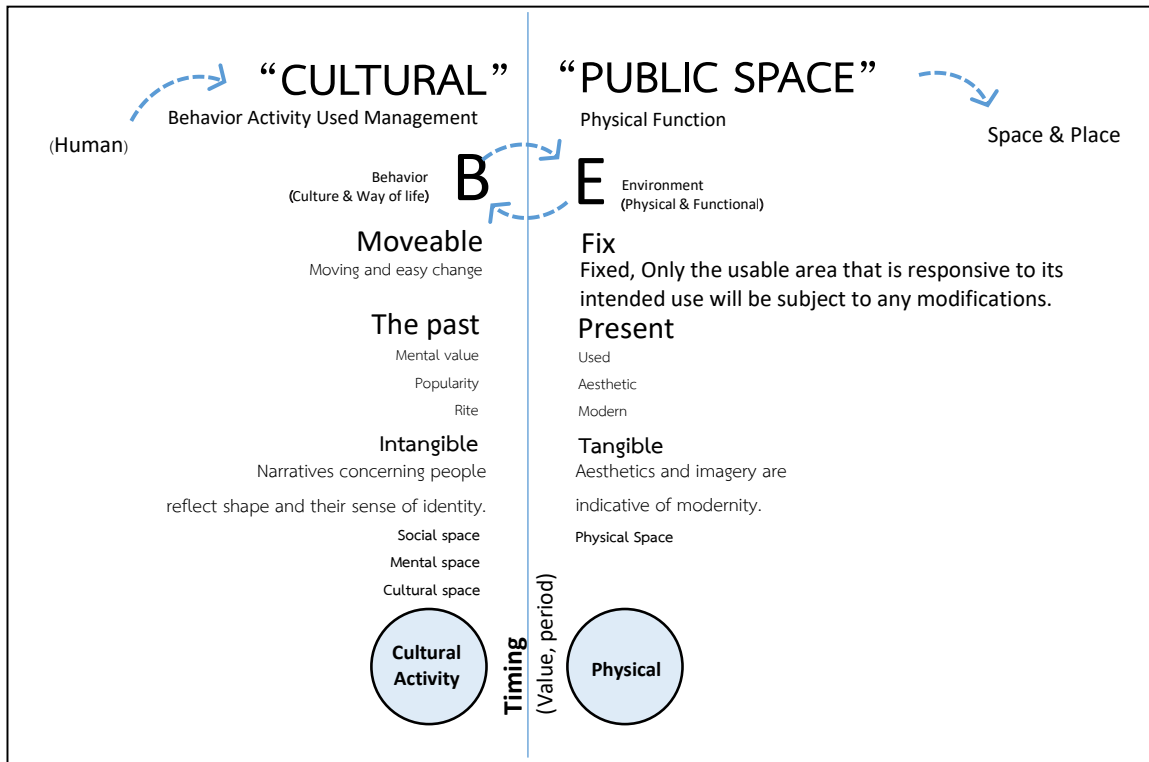 “CULTURAL”
Behavior Activity Used Management
(Human)
Behavior
(Culture & Way of life)
B
Moveable
Moving and easy change
The past
Mental value
Popularity
Rite
Intangible
Narratives concerning people
reflect shape and their sense of identity.
Social space
Mental space
Cultural space
Cultural
Activity
Timing
(Value, period)
“PUBLIC SPACE”
Physical Function
Space & Place
E
Environment
(Physical & Functional)
Fix
Fixed, Only the usable area that is responsive to its
intended use will be subject to any modifications.
Present
Used
Aesthetic
Modern
Tangible
Aesthetics and imagery are
indicative of modernity.
Physical Space
Physical